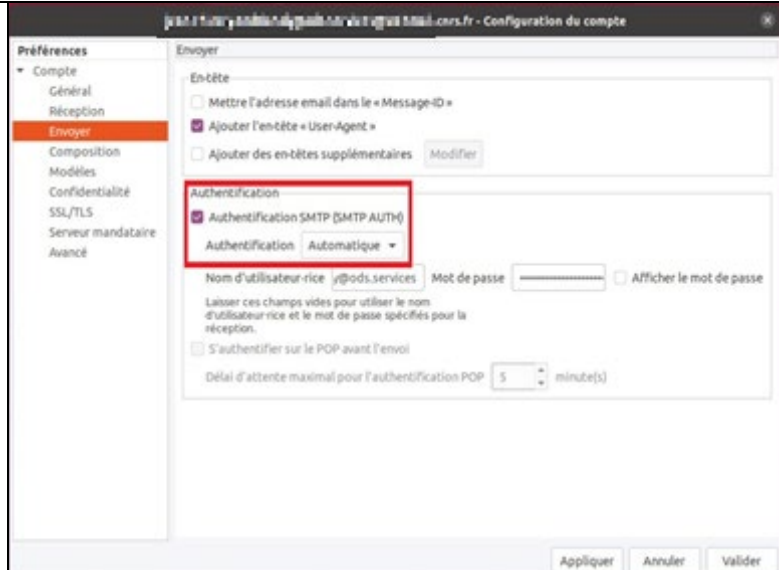 .cnrs.fr - Configuration du compte
Préférences
Compte
Général
Réception
Envoyer
Composition
Modèles
Confidentialité
SSL/TLS
Serveur mandataire
Avancé
Envoyer
En-tête
Mettre l'adresse email dans le « Message-ID »
Ajouter l'en-tête « User-Agent »
Ajouter des en-têtes supplémentaires Modifier
Authentification
Authentification SMTP (SMTP AUTH)
Authentification Automatique
Nom d'utilisateur·rice y@ods.services Mot de passe Afficher le mot de passe
Laisser ces champs vides pour utiliser le nom
d'utilisateur·rice et le mot de passe spécifiés pour la
réception.
S'authentifier sur le POP avant l'envoi
Délai d'attente maximal pour l'authentification POP 5 minute(s)
Appliquer Annuler Valider